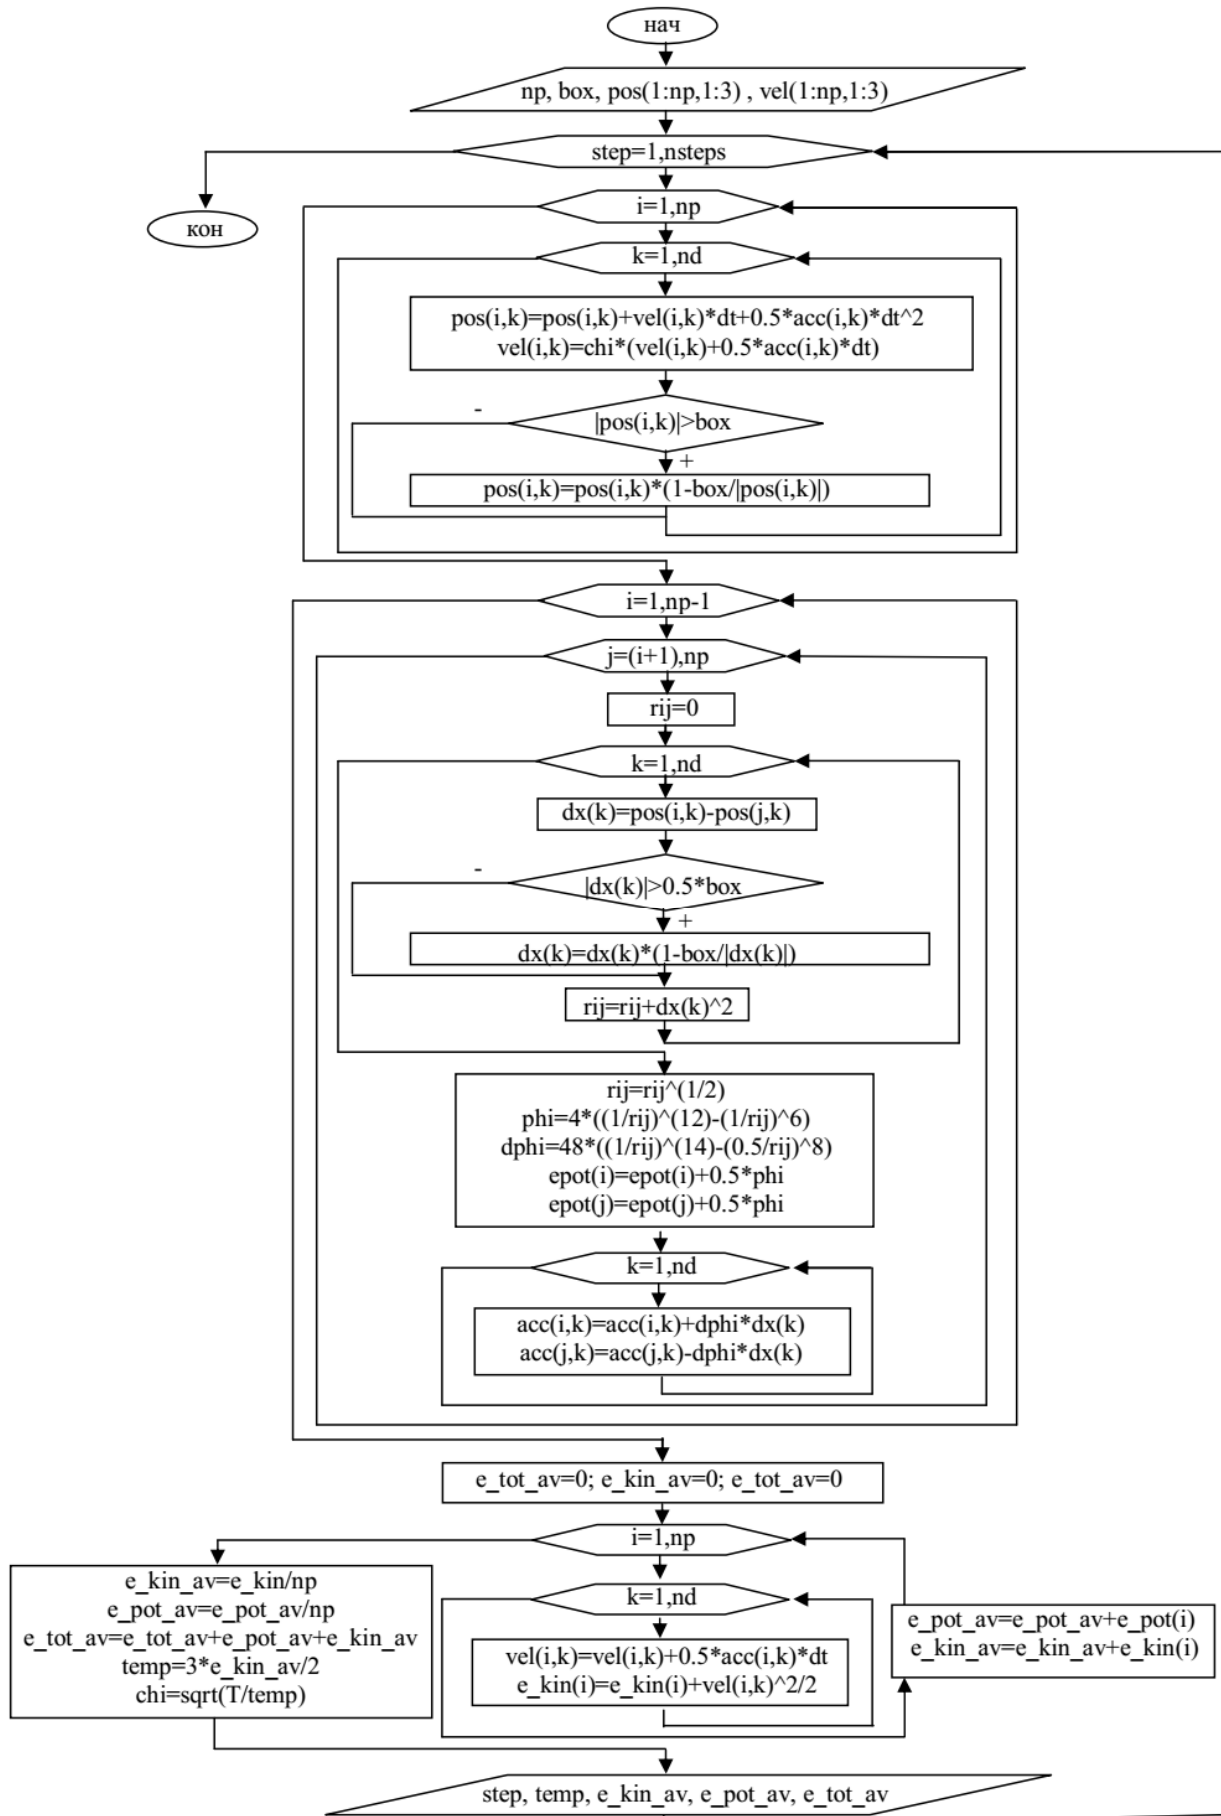 нач
np, box, pos(1:np,1:3) , vel(1:np,1:3)
step=1,nsteps
i=1,np
кон
k=1,nd
pos(i,k)=pos(i,k)+vel(i,k)*dt+0.5*acc(i,k)*dt^2
vel(i,k)=chi*(vel(i,k)+0.5*acc(i,k)*dt)
-
|pos(i,k)|>box
+
pos(i,k)=pos(i,k)*(1-box/|pos(i,k)|)
i=1,np-1
j=(i+1),np
rij=0
k=1,nd
dx(k)=pos(i,k)-pos(j,k)
-
|dx(k)|>0.5*box
+
dx(k)=dx(k)*(1-box/|dx(k)|)
rij=rij+dx(k)^2
rij=rij^(1/2)
phi=4*((1/rij)^(12)-(1/rij)^6)
dphi=48*((1/rij)^(14)-(0.5/rij)^8)
epot(i)=epot(i)+0.5*phi
epot(j)=epot(j)+0.5*phi
k=1,nd
acc(i,k)=acc(i,k)+dphi*dx(k)
acc(j,k)=acc(j,k)-dphi*dx(k)
e_tot_av=0; e_kin_av=0; e_tot_av=0
i=1,np
e_kin_av=e_kin/np
e_pot_av=e_pot_av/np
e_tot_av=e_tot_av+e_pot_av+e_kin_av
temp=3*e_kin_av/2
chi=sqrt(T/temp)
k=1,nd
vel(i,k)=vel(i,k)+0.5*acc(i,k)*dt
e_kin(i)=e_kin(i)+vel(i,k)^2/2
e_pot_av=e_pot_av+e_pot(i)
e_kin_av=e_kin_av+e_kin(i)
step, temp, e_kin_av, e_pot_av, e_tot_av